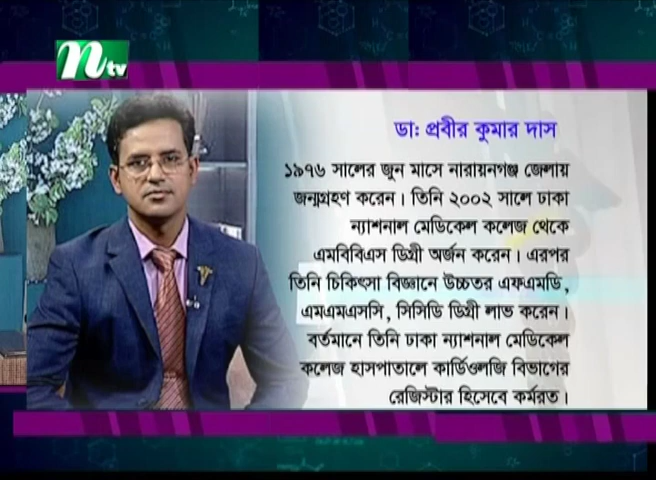 ntv
ডা: প্রবীর কুমার দাস
১৯৭৬ সালের জুন মাসে নারায়নগঞ্জ জেলায়
জন্মগ্রহণ করেন। তিনি ২০০২ সালে ঢাকা
ন্যাশনাল মেডিকেল কলেজ থেকে
এমবিবিএস ডিগ্রী অর্জন করেন। এরপর
তিনি চিকিৎসা বিজ্ঞানে উচ্চতর এফএমডি,
এমএমএসসি, সিসিডি ডিগ্রী লাভ করেন।
বর্তমানে তিনি ঢাকা ন্যাশনাল মেডিকেল
কলেজ হাসপাতালে কার্ডিওলজি বিভাগের
রেজিস্টার হিসেবে কর্মরত।